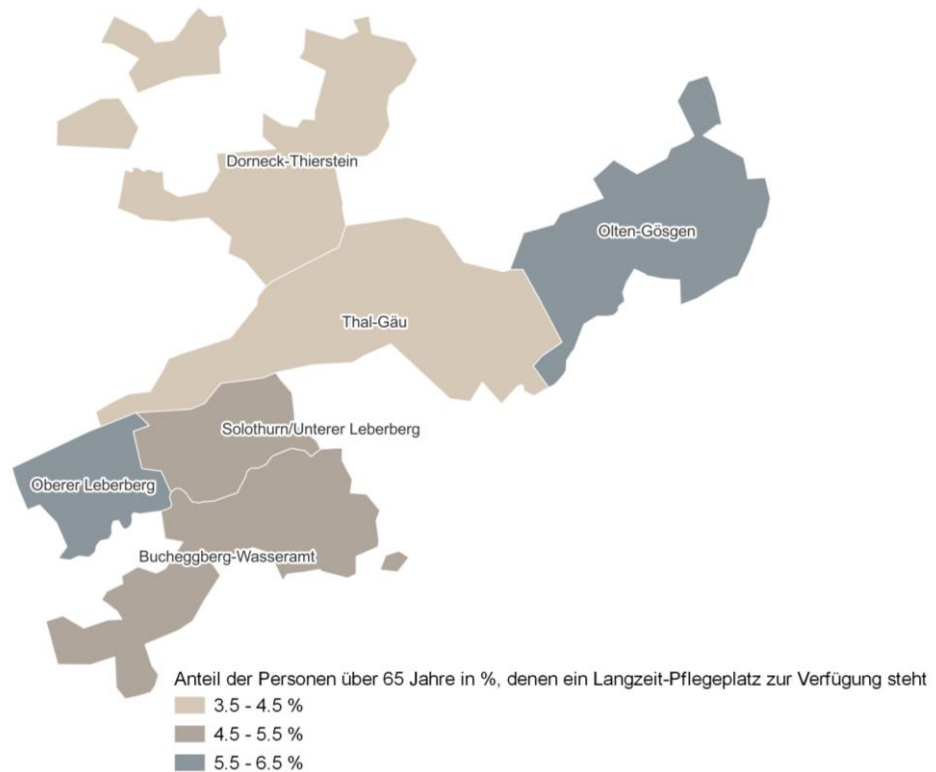 Dorneck-Thierstein
Olten-Gösgen
Thal-Gäu
Solothurn/Unterer Leberberg
Oberer Leberberg
Bucheggberg-Wasseramt
Anteil der Personen über 65 Jahre in %, denen ein Langzeit-Pflegeplatz zur Verfügung steht
3.5 - 4.5 %
4.5 - 5.5 %
5.5 - 6.5 %